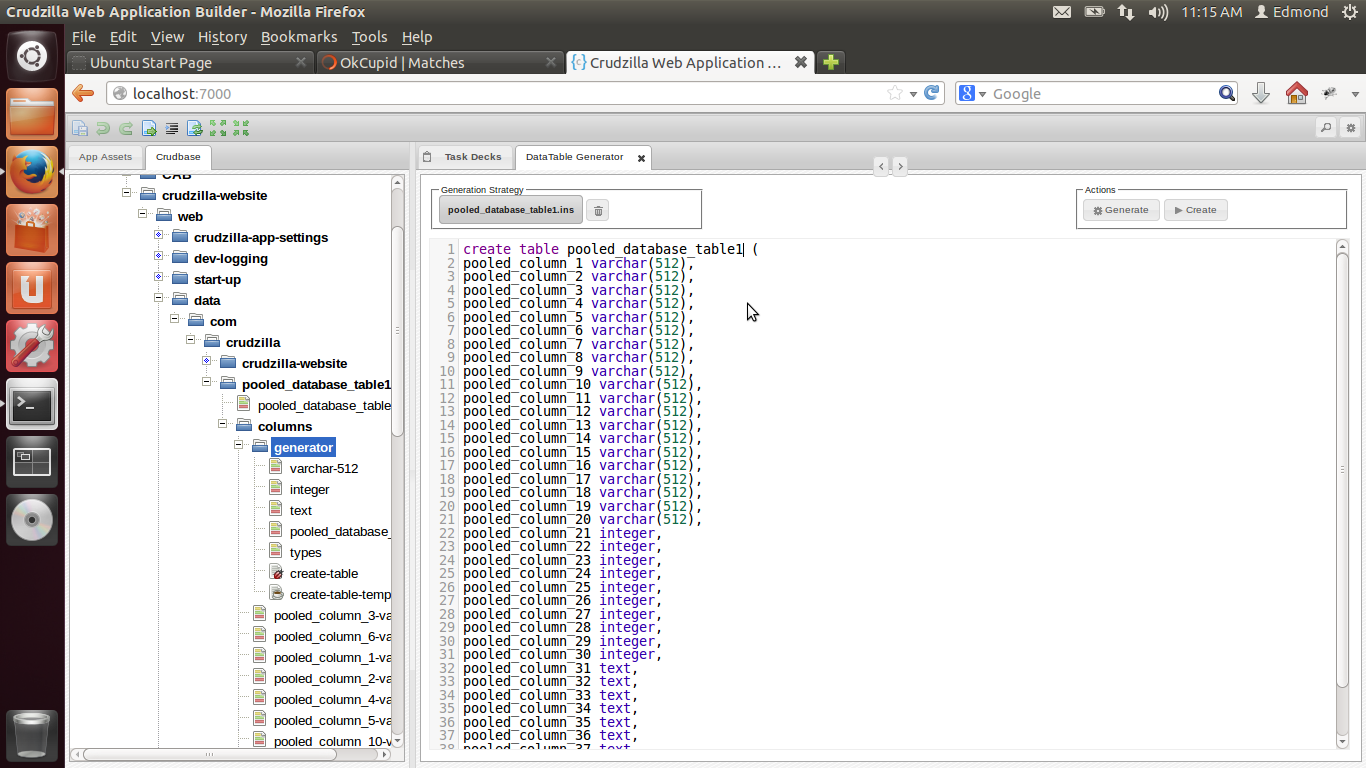 Crudzilla Web Application Builder - Mozilla Firefox
11:15 AM Edmond
File Edit View History Bookmarks Tools Help
Ubuntu Start Page
OkCupid | Matches
{c} Crudzilla Web Application ...
localhost:7000
Google
App Assets
Crudbase
CAB
crudzilla-website
web
crudzilla-app-settings
dev-logging
start-up
data
com
crudzilla
crudzilla-website
pooled_database_table1
pooled_database_table
columns
generator
varchar-512
integer
text
pooled_database_
types
create-table
create-table-temp
pooled_column_3-va
pooled_column_6-va
pooled_column_1-va
pooled_column_2-va
pooled_column_4-va
pooled_column_5-va
pooled_column_10-v
Task Decks
DataTable Generator
Generation Strategy
pooled_database_table1.ins
Actions
Generate
Create
1 create table pooled_database_table1 (
2 pooled_column_1 varchar(512),
3 pooled_column_2 varchar(512),
4 pooled_column_3 varchar(512),
5 pooled_column_4 varchar(512),
6 pooled_column_5 varchar(512),
7 pooled_column_6 varchar(512),
8 pooled_column_7 varchar(512),
9 pooled_column_8 varchar(512),
10 pooled_column_9 varchar(512),
11 pooled_column_10 varchar(512),
12 pooled_column_11 varchar(512),
13 pooled_column_12 varchar(512),
14 pooled_column_13 varchar(512),
15 pooled_column_14 varchar(512),
16 pooled_column_15 varchar(512),
17 pooled_column_16 varchar(512),
18 pooled_column_17 varchar(512),
19 pooled_column_18 varchar(512),
20 pooled_column_19 varchar(512),
21 pooled_column_20 varchar(512),
22 pooled_column_21 integer,
23 pooled_column_22 integer,
24 pooled_column_23 integer,
25 pooled_column_24 integer,
26 pooled_column_25 integer,
27 pooled_column_26 integer,
28 pooled_column_27 integer,
29 pooled_column_28 integer,
30 pooled_column_29 integer,
31 pooled_column_30 integer,
32 pooled_column_31 text,
33 pooled_column_32 text,
34 pooled_column_33 text,
35 pooled_column_34 text,
36 pooled_column_35 text,
37 pooled_column_36 text,
38 pooled_column_37 text